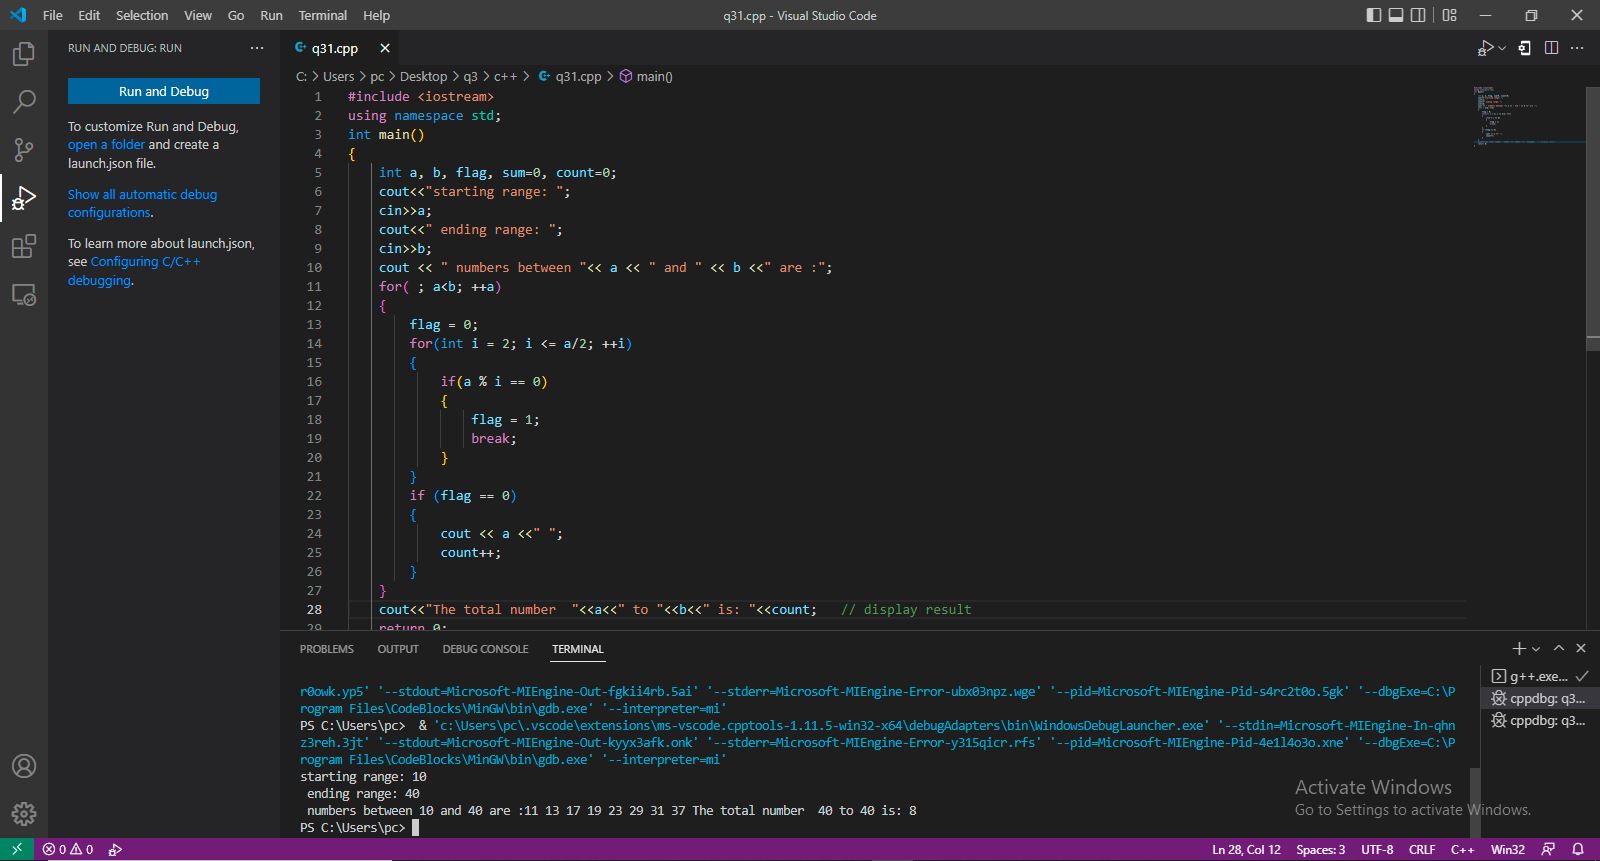 File Edit Selection View Go Run Terminal Help q31.cpp - Visual Studio Code
RUN AND DEBUG: RUN
Run and Debug
To customize Run and Debug,
open a folder and create a
launch.json file.
Show all automatic debug
configurations.
To learn more about launch.json,
see Configuring C/C++
debugging.
q31.cpp
C: > Users > pc > Desktop > q3 > c++ > q31.cpp > main()
1 #include <iostream>
2 using namespace std;
3 int main()
4 {
5 int a, b, flag, sum=0, count=0;
6 cout<<"starting range: ";
7 cin>>a;
8 cout<<" ending range: ";
9 cin>>b;
10 cout << " numbers between "<< a << " and " << b <<" are :";
11 for( ; a<b; ++a)
12 {
13 flag = 0;
14 for(int i = 2; i <= a/2; ++i)
15 {
16 if(a % i == 0)
17 {
18 flag = 1;
19 break;
20 }
21 }
22 if (flag == 0)
23 {
24 cout << a <<" ";
25 count++;
26 }
27 }
28 cout<<"The total number  "<<a<<" to "<<b<<" is: "<<count;   // display result
29 return 0;
PROBLEMS OUTPUT DEBUG CONSOLE TERMINAL
r0owk.yp5' '--stdout=Microsoft-MIEngine-Out-fgkii4rb.5ai' '--stderr=Microsoft-MIEngine-Error-ubx03npz.wge' '--pid=Microsoft-MIEngine-Pid-s4rc2t0o.5gk' '--dbgExe=C:\P
rogram Files\CodeBlocks\MinGW\bin\gdb.exe' '--interpreter=mi'
PS C:\Users\pc>  & 'c:\Users\pc\.vscode\extensions\ms-vscode.cpptools-1.11.5-win32-x64\debugAdapters\bin\WindowsDebugLauncher.exe' '--stdin=Microsoft-MIEngine-In-qhn
z3reh.3jt' '--stdout=Microsoft-MIEngine-Out-kyyx3afk.onk' '--stderr=Microsoft-MIEngine-Error-y315qicr.rfs' '--pid=Microsoft-MIEngine-Pid-4e1l4o3o.xne' '--dbgExe=C:\P
rogram Files\CodeBlocks\MinGW\bin\gdb.exe' '--interpreter=mi'
starting range: 10
 ending range: 40
 numbers between 10 and 40 are :11 13 17 19 23 29 31 37 The total number  40 to 40 is: 8
PS C:\Users\pc>
g++.exe...
cppdbg: q3...
cppdbg: q3...
Activate Windows
Go to Settings to activate Windows.
0 0 Ln 28, Col 12 Spaces: 3 UTF-8 CRLF C++ Win32